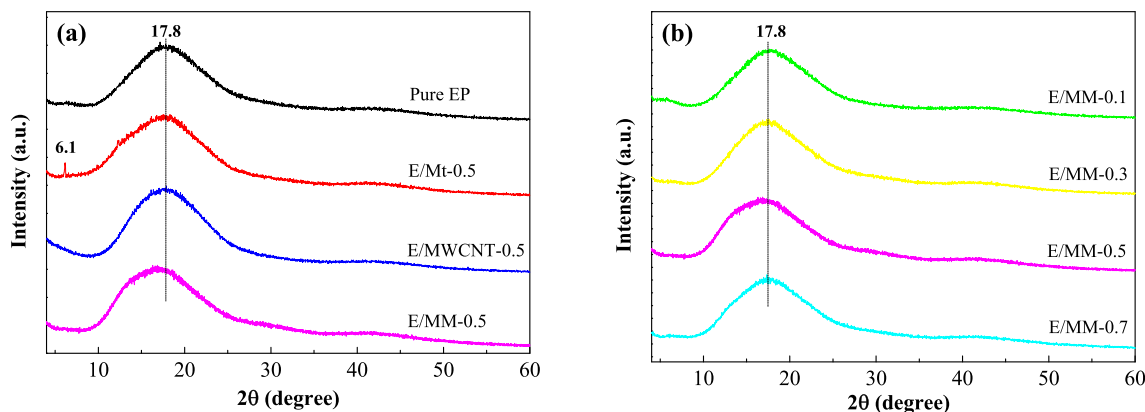 (a)
17.8
Pure EP
6.1
E/Mt-0.5
E/MWCNT-0.5
E/MM-0.5
Intensity (a.u.)
10 20 30 40 50 60
2θ (degree)
(b)
17.8
E/MM-0.1
E/MM-0.3
E/MM-0.5
E/MM-0.7
Intensity (a.u.)
10 20 30 40 50 60
2θ (degree)